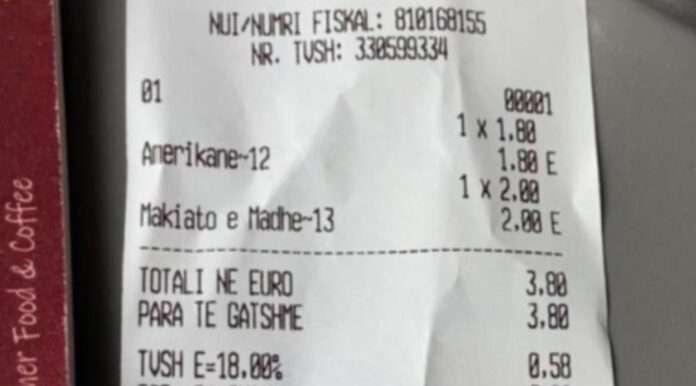 NUI/NUMRI FISKAL: 810168155
NR. TVSH: 330599334
01 00001
1 x 1.80
Amerikane~12 1.80 E
1 x 2.00
Makiato e Madhe~13 2.00 E
--------------------------------
TOTALI NE EURO 3.80
PARA TE GATSHME 3.80
TVSH E=18.00% 0.58
Food & Coffee